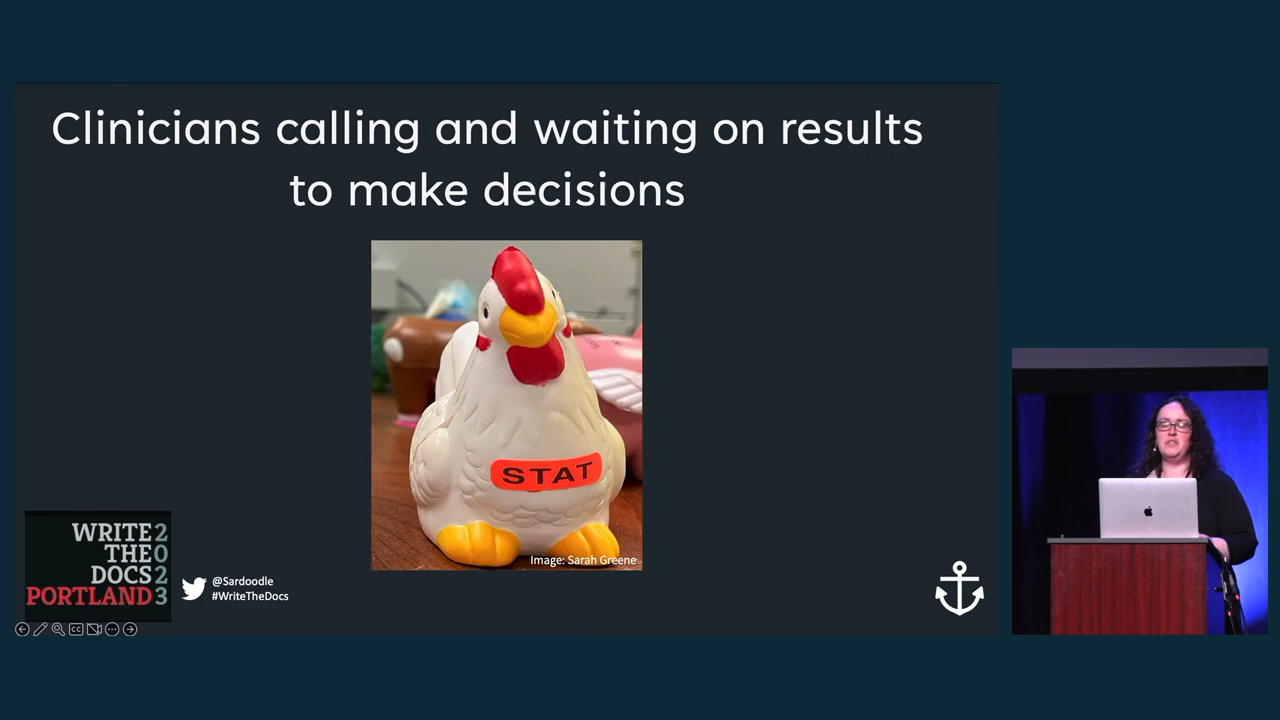 Clinicians calling and waiting on results
to make decisions
STAT
Image: Sarah Greene
WRITE 2
THE 0
DOCS 2
PORTLAND 3
@Sardoodle
#WriteTheDocs
CC